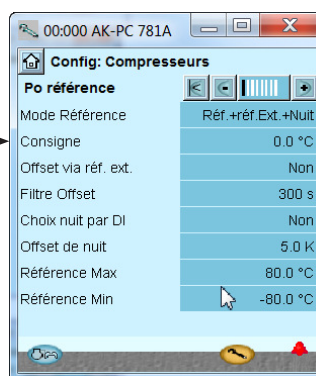 00:000 AK-PC 781A
Config: Compresseurs
Po référence
Mode Référence Réf.+réf.Ext.+Nuit
Consigne 0.0 °C
Offset via réf. ext. Non
Filtre Offset 300 s
Choix nuit par DI Non
Offset de nuit 5.0 K
Référence Max 80.0 °C
Référence Min -80.0 °C